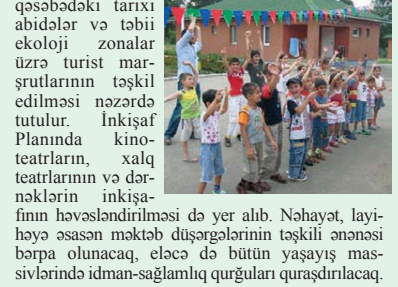 qəsəbədəki tarixi
abidələr və təbii
ekoloji zonalar
üzrə turist mar-
şrutlarının təşkil
edilməsi nəzərdə
tutulur. İnkişaf
Planında kino-
teatrların, xalq
teatrlarının və dər-
nəklərin inkişa-
fının həvəsləndirilməsi də yer alıb. Nəhayət, layi-
həyə əsasən məktəb düşərgələrinin təşkili ənənəsi
bərpa olunacaq, eləcə də bütün yaşayış mas-
sivlərində idman-sağlamlıq qurğuları quraşdırılacaq.